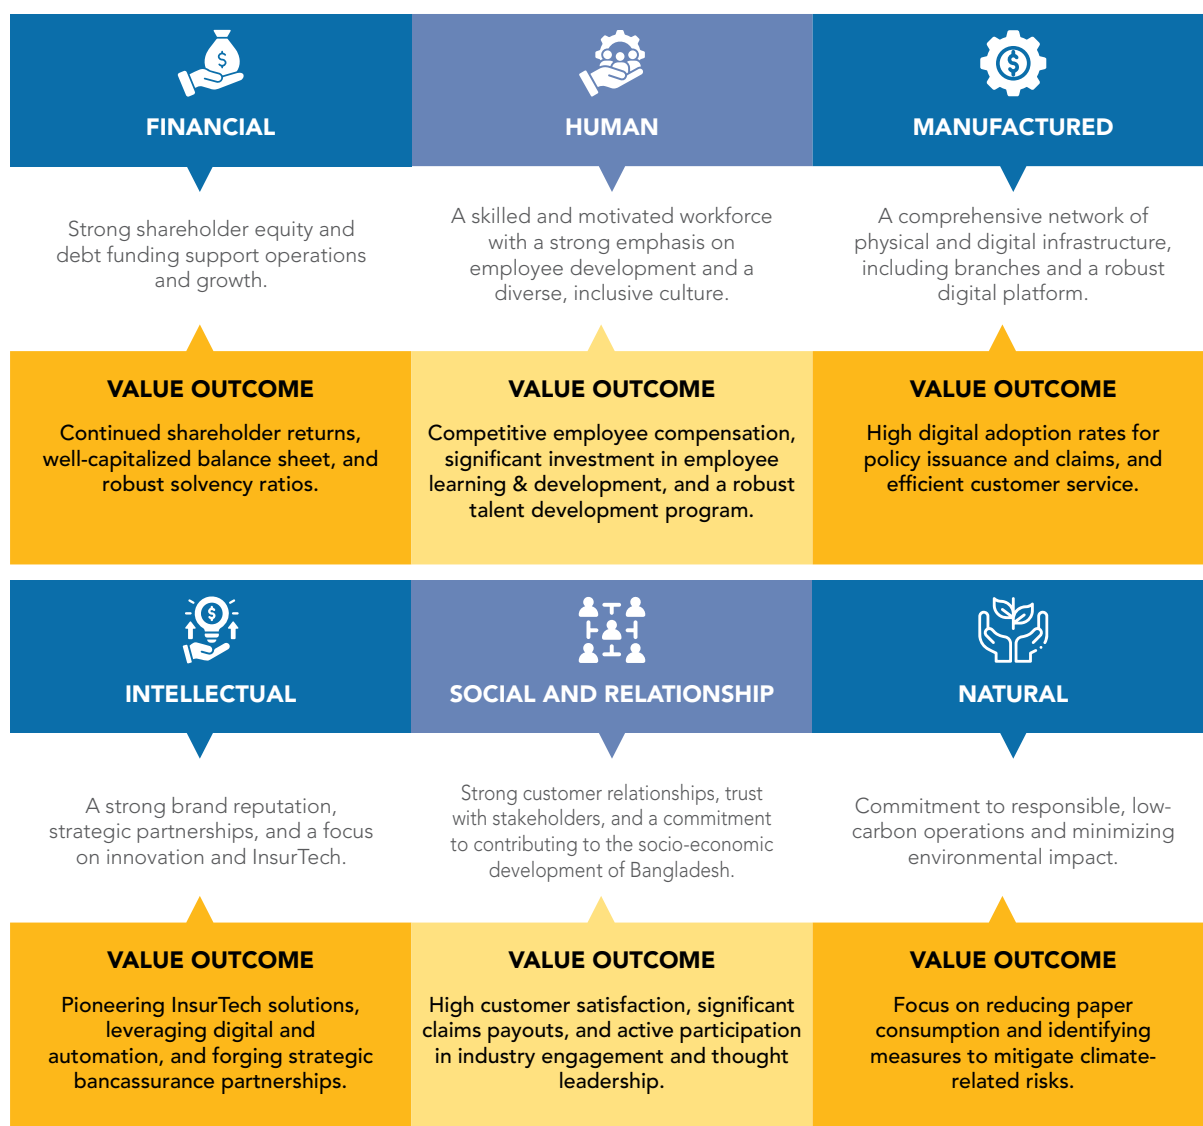 FINANCIAL
Strong shareholder equity and
debt funding support operations
and growth.
VALUE OUTCOME
Continued shareholder returns,
well-capitalized balance sheet, and
robust solvency ratios.
HUMAN
A skilled and motivated workforce
with a strong emphasis on
employee development and a
diverse, inclusive culture.
VALUE OUTCOME
Competitive employee compensation,
significant investment in employee
learning & development, and a robust
talent development program.
MANUFACTURED
A comprehensive network of
physical and digital infrastructure,
including branches and a robust
digital platform.
VALUE OUTCOME
High digital adoption rates for
policy issuance and claims, and
efficient customer service.
INTELLECTUAL
A strong brand reputation,
strategic partnerships, and a focus
on innovation and InsurTech.
VALUE OUTCOME
Pioneering InsurTech solutions,
leveraging digital and
automation, and forging strategic
bancassurance partnerships.
SOCIAL AND RELATIONSHIP
Strong customer relationships, trust
with stakeholders, and a commitment
to contributing to the socio-economic
development of Bangladesh.
VALUE OUTCOME
High customer satisfaction, significant
claims payouts, and active participation
in industry engagement and thought
leadership.
NATURAL
Commitment to responsible, low-
carbon operations and minimizing
environmental impact.
VALUE OUTCOME
Focus on reducing paper
consumption and identifying
measures to mitigate climate-
related risks.